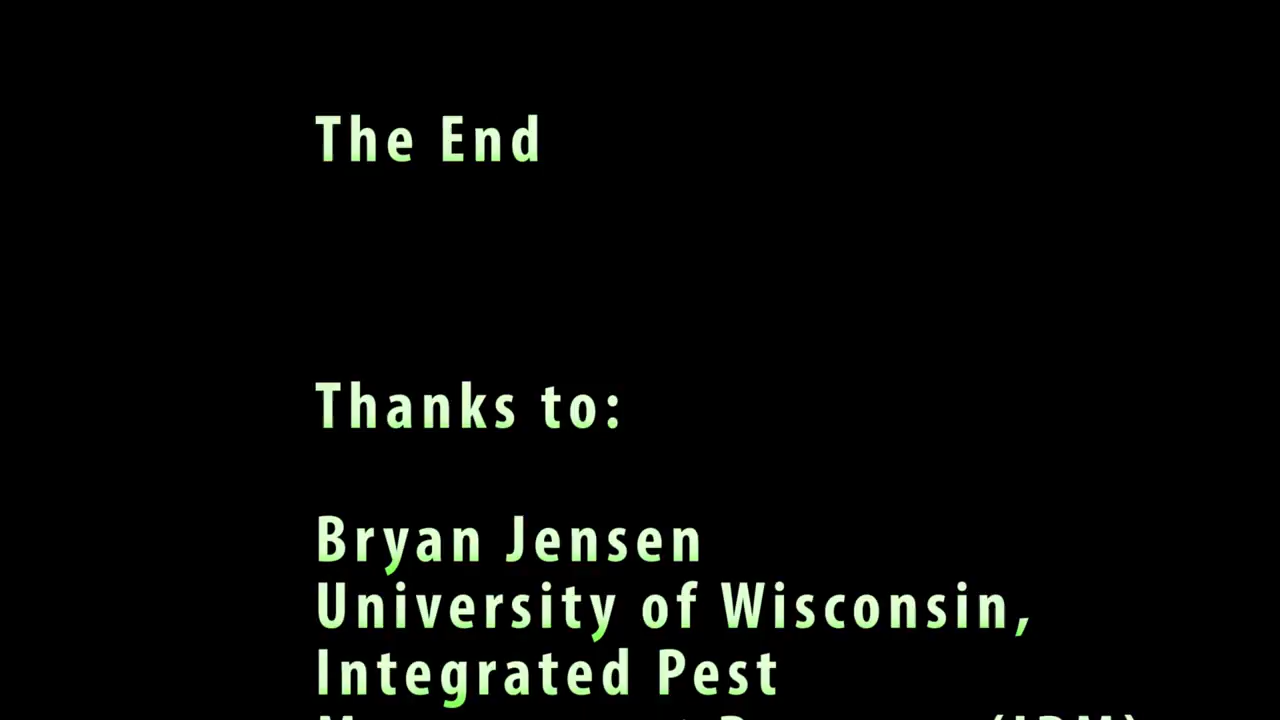 The End
Thanks to:
Bryan Jensen
University of Wisconsin,
Integrated Pest